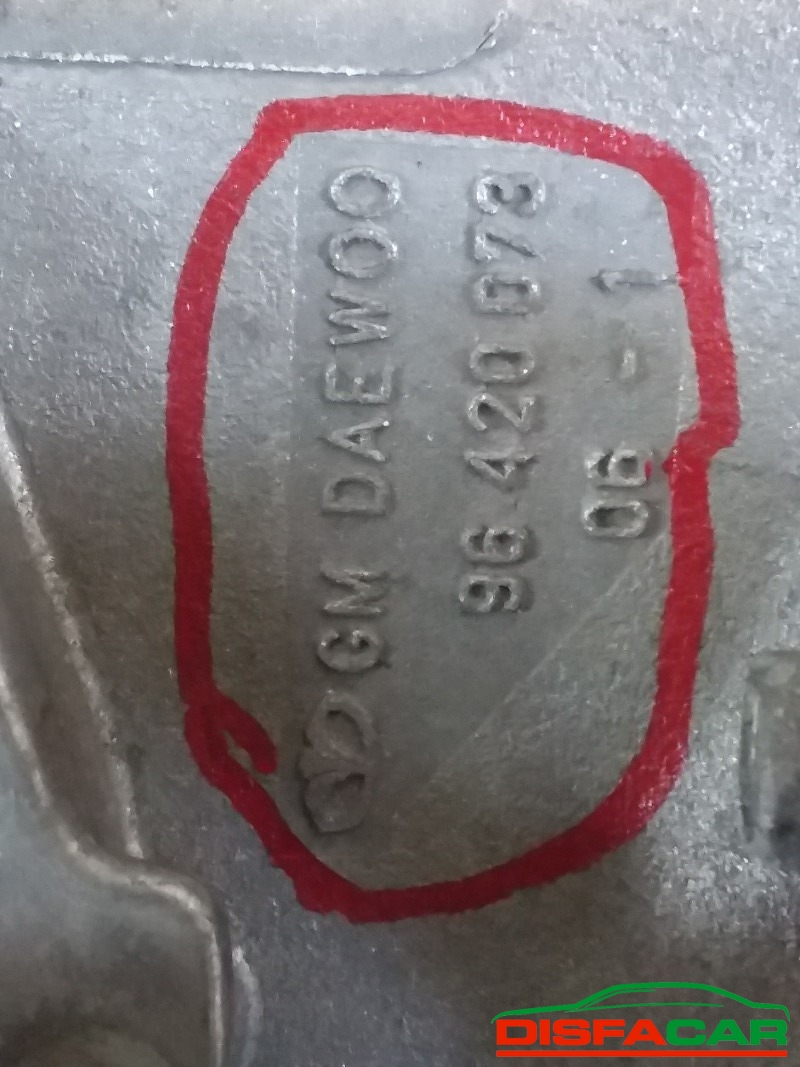 GM DAEWOO
96 420 073
06 - 1
DISFACAR